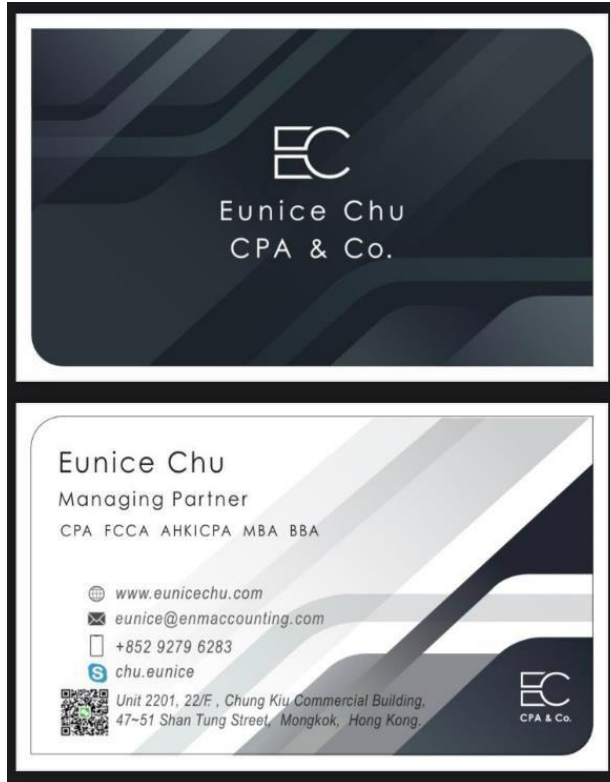 EC
Eunice Chu
CPA & Co.
Eunice Chu
Managing Partner
CPA FCCA AHKICPA MBA BBA
www.eunicechu.com
eunice@enmaccounting.com
+852 9279 6283
S chu.eunice
Unit 2201, 22/F., Chung Kiu Commercial Building,
47~51 Shan Tung Street, Mongkok, Hong Kong.
EC
CPA & Co.